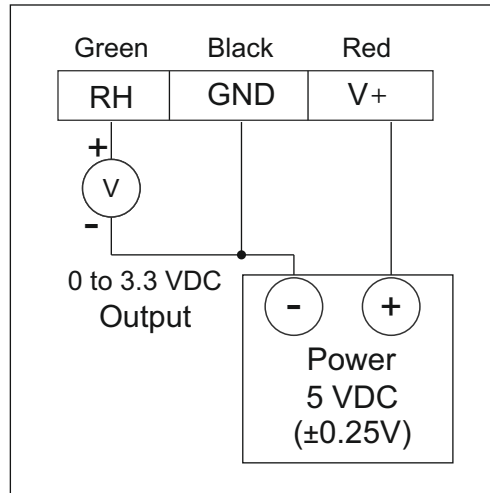 Green Black Red
RH GND V+
+
V
-
0 to 3.3 VDC
Output
- +
Power
5 VDC
(±0.25V)